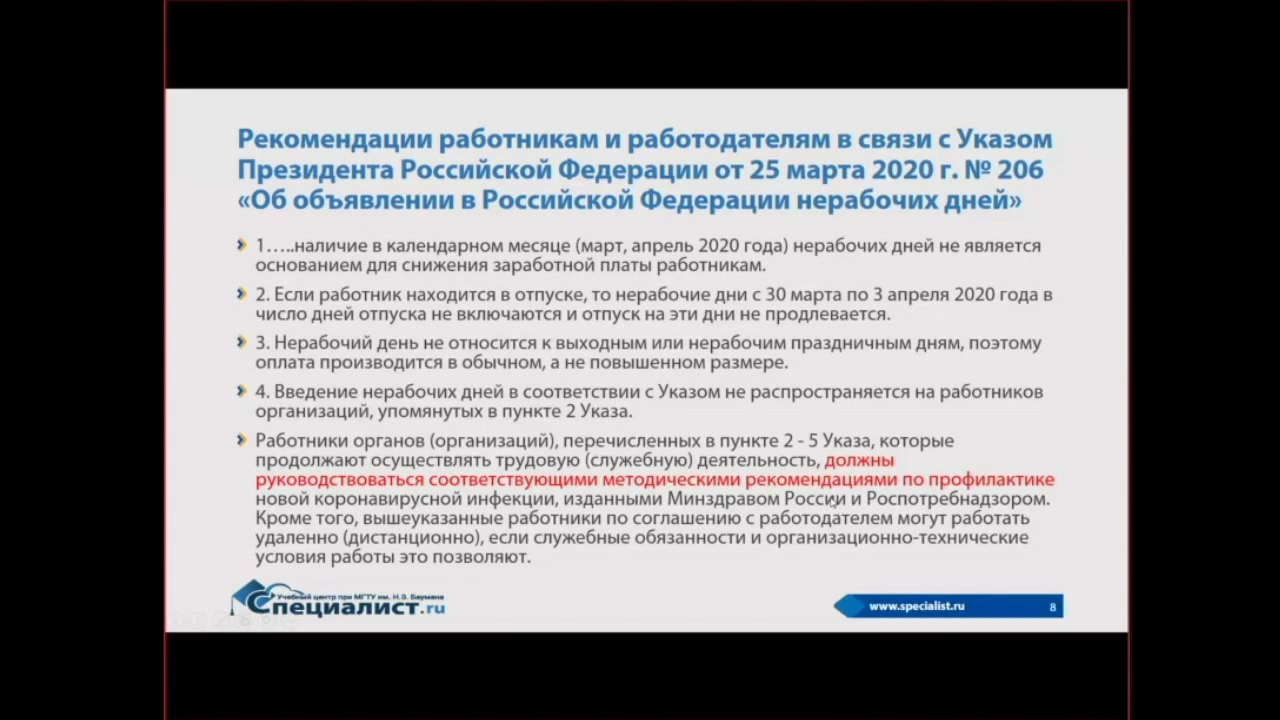 Рекомендации работникам и работодателям в связи с Указом
Президента Российской Федерации от 25 марта 2020 г. № 206
«Об объявлении в Российской Федерации нерабочих дней»
1…..наличие в календарном месяце (март, апрель 2020 года) нерабочих дней не является
основанием для снижения заработной платы работникам.
2. Если работник находится в отпуске, то нерабочие дни с 30 марта по 3 апреля 2020 года в
число дней отпуска не включаются и отпуск на эти дни не продлевается.
3. Нерабочий день не относится к выходным или нерабочим праздничным дням, поэтому
оплата производится в обычном, а не повышенном размере.
4. Введение нерабочих дней в соответствии с Указом не распространяется на работников
организаций, упомянутых в пункте 2 Указа.
Работники органов (организаций), перечисленных в пункте 2 - 5 Указа, которые
продолжают осуществлять трудовую (служебную) деятельность, должны
руководствоваться соответствующими методическими рекомендациями по профилактике
новой коронавирусной инфекции, изданными Минздравом России и Роспотребнадзором.
Кроме того, вышеуказанные работники по соглашению с работодателем могут работать
удаленно (дистанционно), если служебные обязанности и организационно-технические
условия работы это позволяют.
Учебный центр при МГТУ им. Н.Э. Баумана
Специалист.ru
www.specialist.ru
8